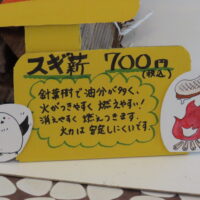 スギ薪 700円
(税込)
針葉樹で油分が多く、
火がつきやすく燃えやすい!
消えやすく燃えつきます。
火力は安定しにくいです。